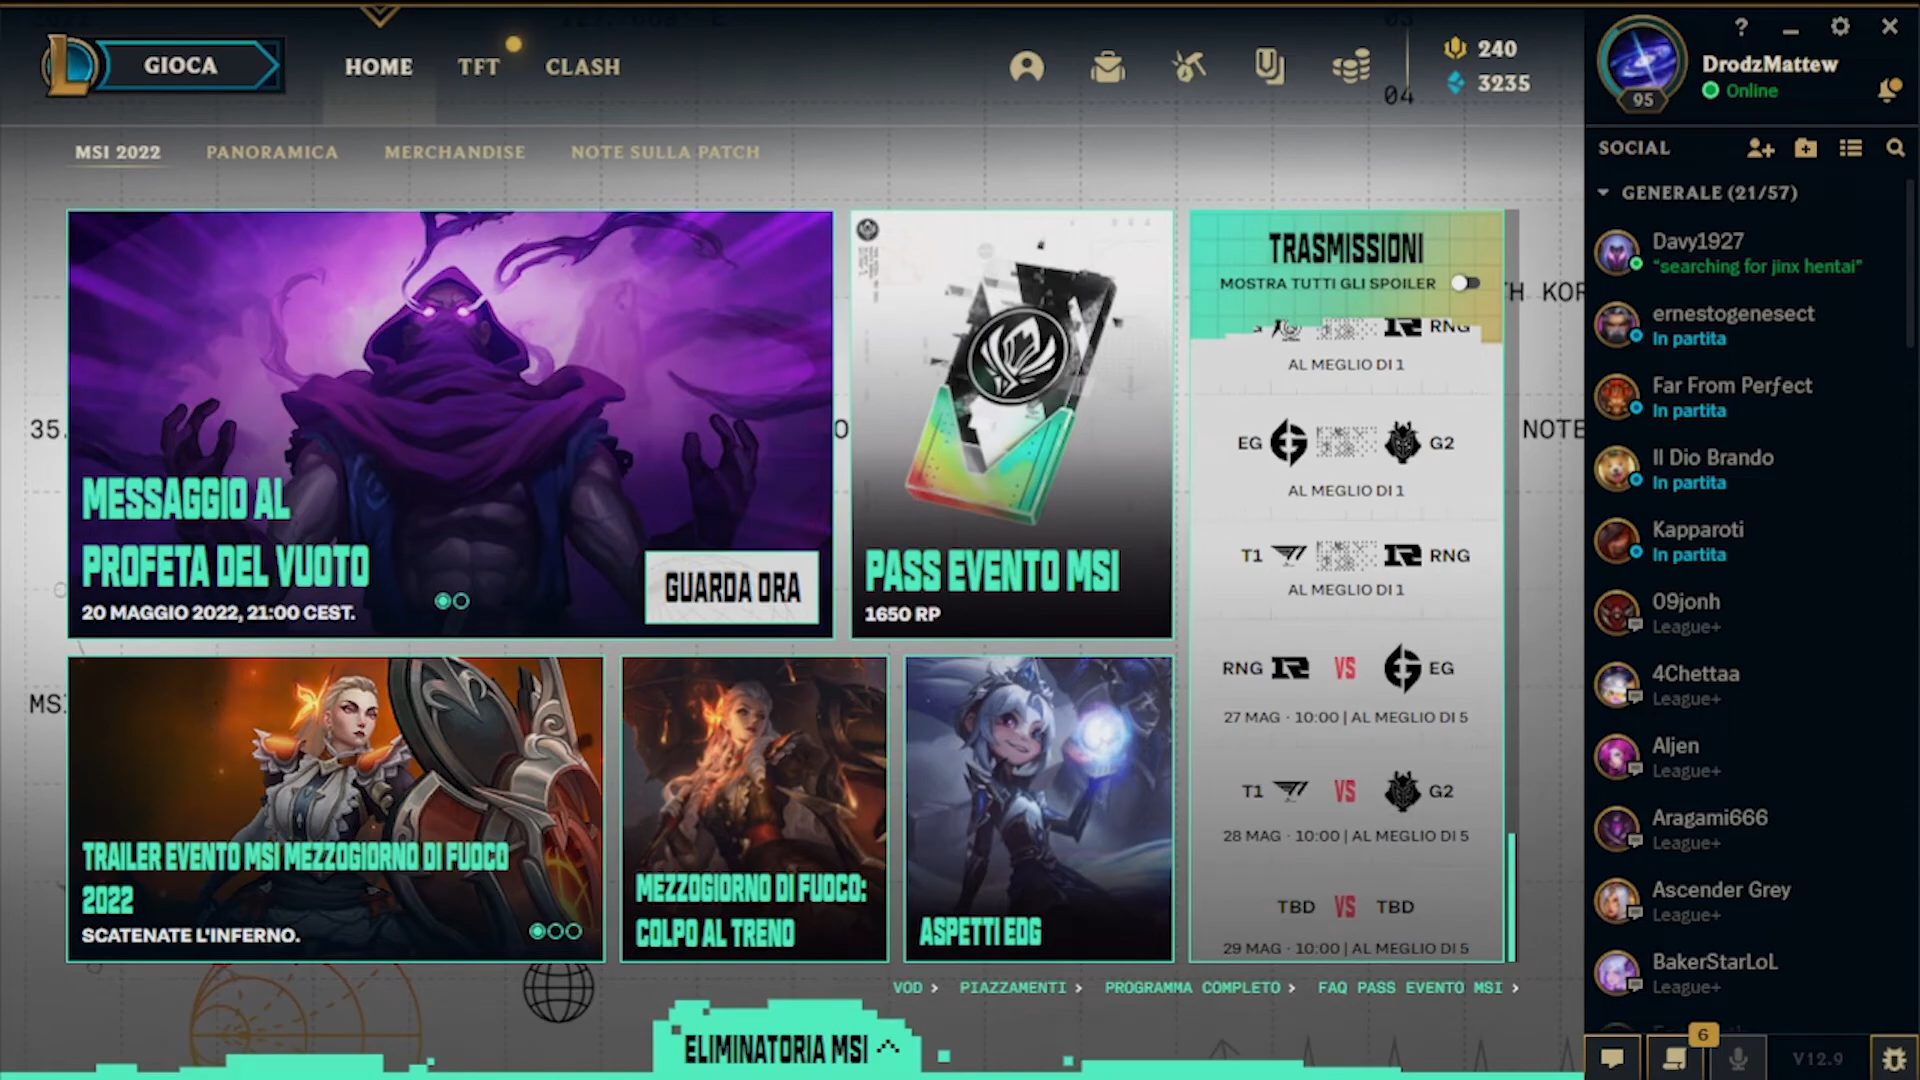 GIOCA
HOME
TFT
CLASH
04
240
3235
95
DrodzMattew
Online
MSI 2022
PANORAMICA
MERCHANDISE
NOTE SULLA PATCH
SOCIAL
GENERALE (21/57)
MESSAGGIO AL
PROFETA DEL VUOTO
20 MAGGIO 2022, 21:00 CEST.
GUARDA ORA
PASS EVENTO MSI
1650 RP
TRASMISSIONI
MOSTRA TUTTI GLI SPOILER
RNG
AL MEGLIO DI 1
EG
G2
AL MEGLIO DI 1
T1
RNG
AL MEGLIO DI 1
RNG VS EG
27 MAG · 10:00 | AL MEGLIO DI 5
T1 VS G2
28 MAG · 10:00 | AL MEGLIO DI 5
TBD VS TBD
29 MAG · 10:00 | AL MEGLIO DI 5
35.
NOTE
TRAILER EVENTO MSI MEZZOGIORNO DI FUOCO
2022
SCATENATE L'INFERNO.
MEZZOGIORNO DI FUOCO:
COLPO AL TRENO
ASPETTI EDG
VOD >
PIAZZAMENTI >
PROGRAMMA COMPLETO >
FAQ PASS EVENTO MSI >
ELIMINATORIA MSI
Davy1927
"searching for jinx hentai"
ernestogenesect
In partita
Far From Perfect
In partita
Il Dio Brando
In partita
Kapparoti
In partita
09jonh
League+
4Chettaa
League+
Aljen
League+
Aragami666
League+
Ascender Grey
League+
BakerStarLoL
League+
6
V12.9